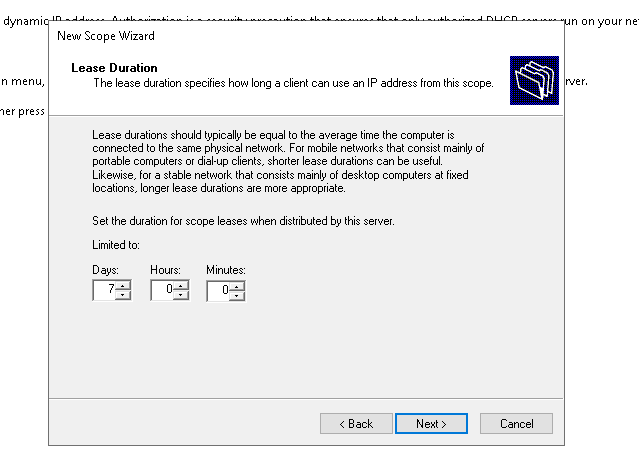 dynamic IP address. Authorization is a security precaution that ensures that only authorized DHCP servers run on your ne
New Scope Wizard
Lease Duration
The lease duration specifies how long a client can use an IP address from this scope.
n menu,
rver.
her press
Lease durations should typically be equal to the average time the computer is
connected to the same physical network. For mobile networks that consist mainly of
portable computers or dial-up clients, shorter lease durations can be useful.
Likewise, for a stable network that consists mainly of desktop computers at fixed
locations, longer lease durations are more appropriate.
Set the duration for scope leases when distributed by this server.
Limited to:
Days: Hours: Minutes:
7 0 0
< Back Next > Cancel